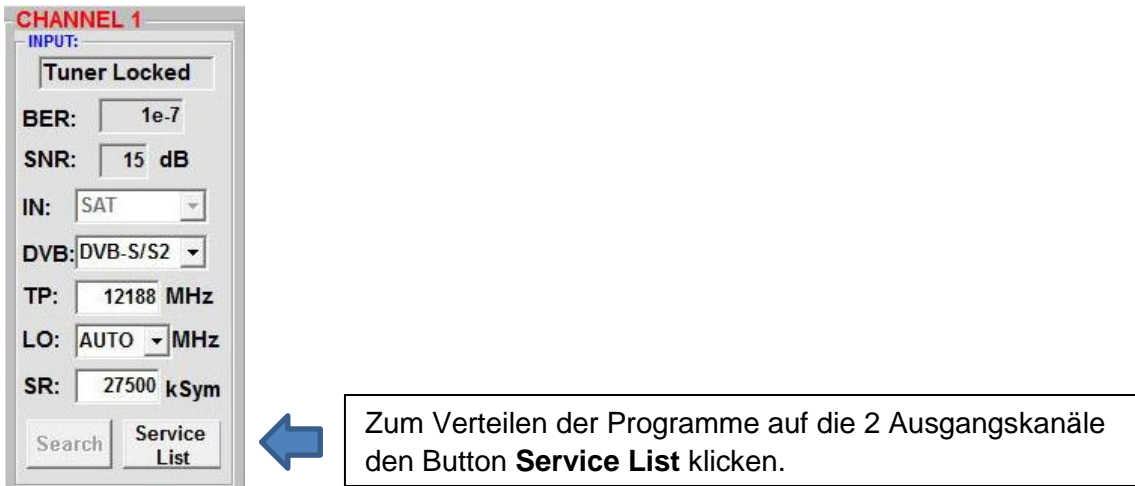 CHANNEL 1
INPUT:
Tuner Locked
BER: 1e-7
SNR: 15 dB
IN: SAT
DVB: DVB-S/S2
TP: 12188 MHz
LO: AUTO MHz
SR: 27500 kSym
Search Service List
Zum Verteilen der Programme auf die 2 Ausgangskanäle
den Button Service List klicken.